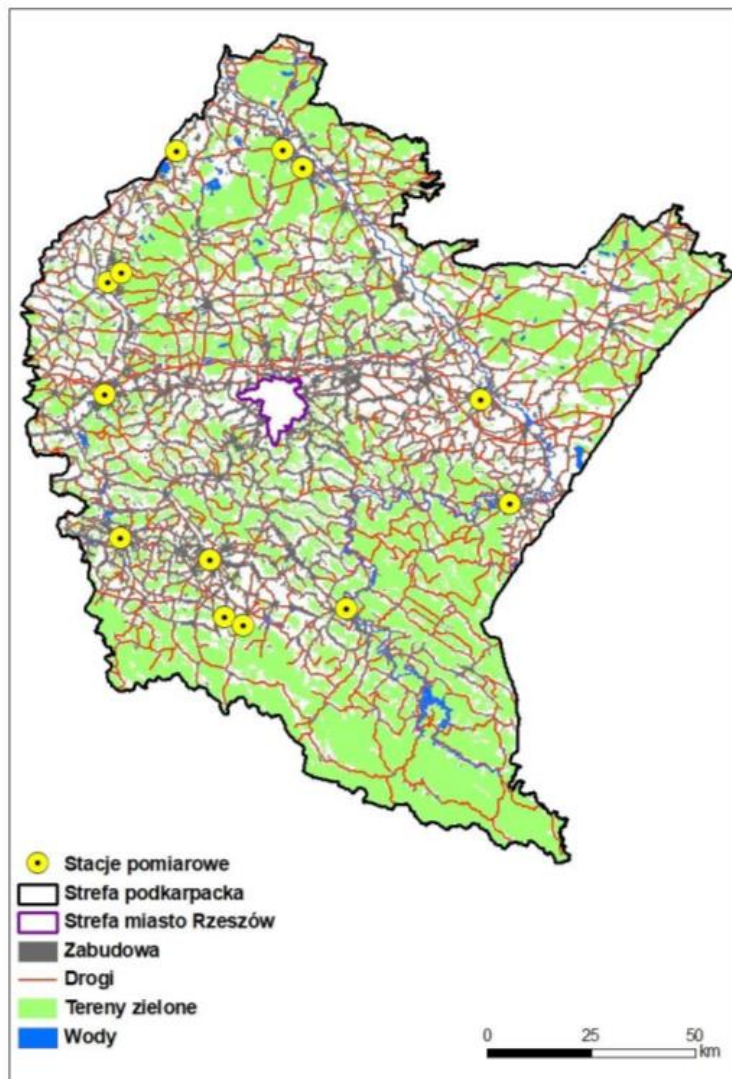 Stacje pomiarowe
Strefa podkarpacka
Strefa miasto Rzeszów
Zabudowa
Drogi
Tereny zielone
Wody
0 25 50
km